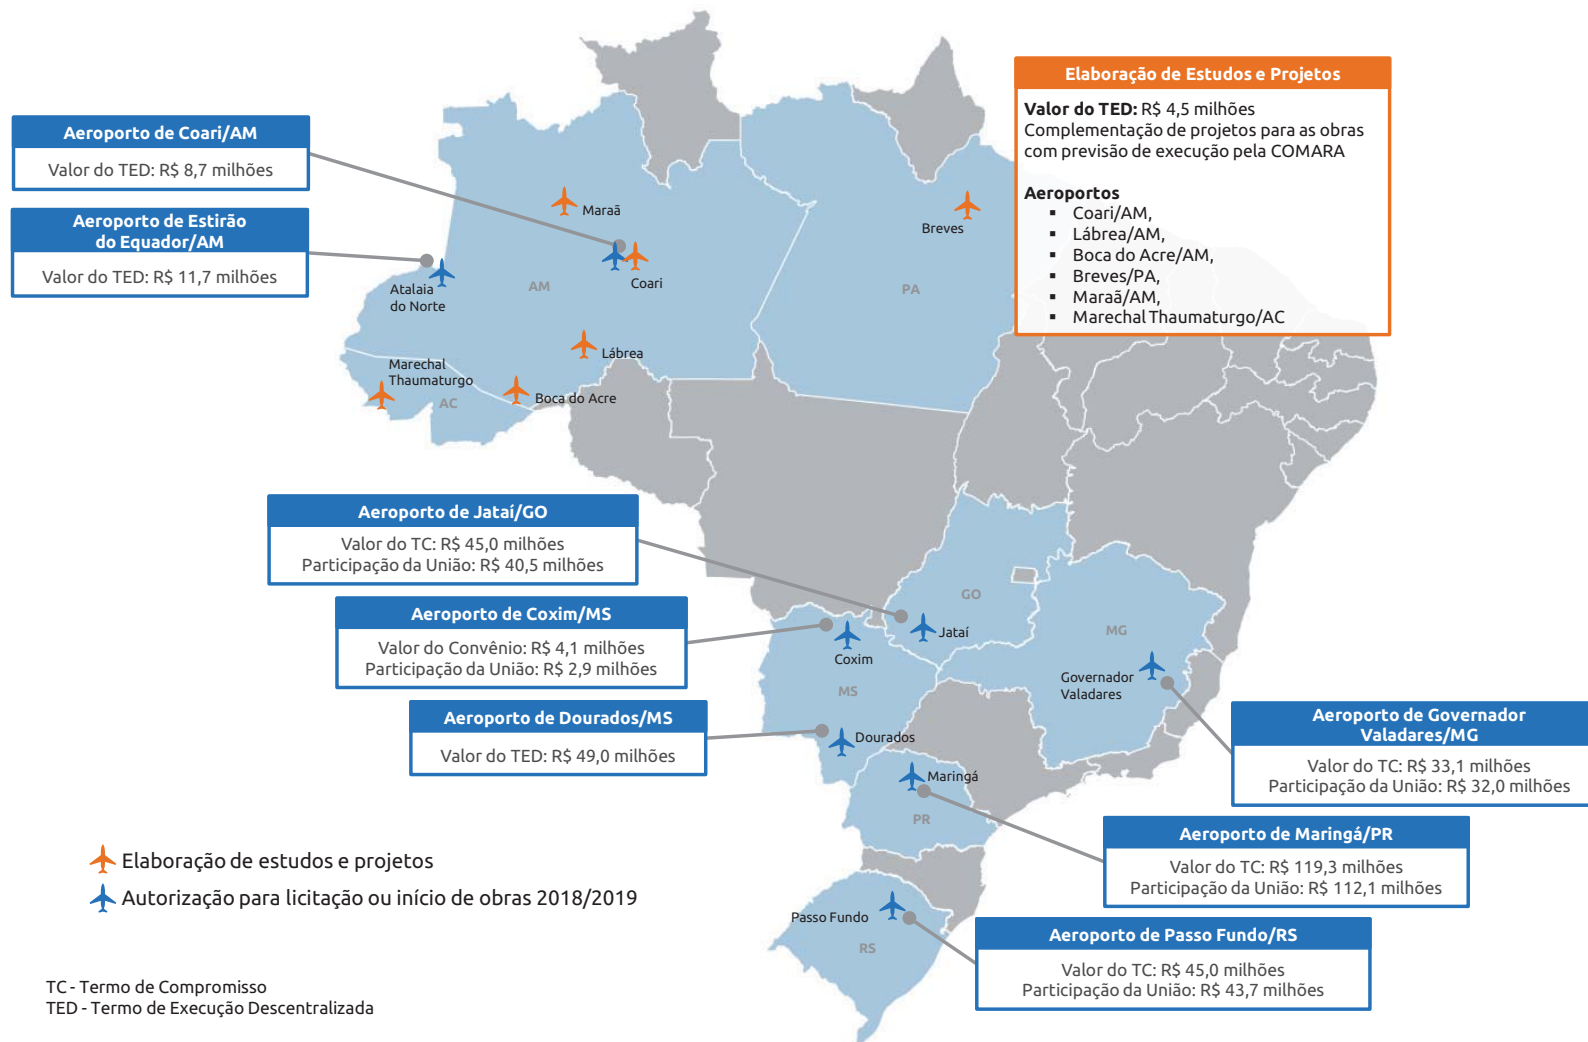 Elaboração de Estudos e Projetos
Valor do TED: R$ 4,5 milhões
Complementação de projetos para as obras
com previsão de execução pela COMARA
Aeroportos
▪ Coari/AM,
▪ Lábrea/AM,
▪ Boca do Acre/AM,
▪ Breves/PA,
▪ Maraã/AM,
▪ Marechal Thaumaturgo/AC
Aeroporto de Coari/AM
Valor do TED: R$ 8,7 milhões
Aeroporto de Estirão
do Equador/AM
Valor do TED: R$ 11,7 milhões
Maraã
Breves
Coari
Atalaia
do Norte
AM
PA
Lábrea
Marechal
Thaumaturgo
Boca do Acre
AC
Aeroporto de Jataí/GO
Valor do TC: R$ 45,0 milhões
Participação da União: R$ 40,5 milhões
Aeroporto de Coxim/MS
Valor do Convênio: R$ 4,1 milhões
Participação da União: R$ 2,9 milhões
Aeroporto de Dourados/MS
Valor do TED: R$ 49,0 milhões
GO
Jataí
MG
Coxim
Governador
Valadares
MS
Dourados
Maringá
PR
Aeroporto de Governador
Valadares/MG
Valor do TC: R$ 33,1 milhões
Participação da União: R$ 32,0 milhões
Aeroporto de Maringá/PR
Valor do TC: R$ 119,3 milhões
Participação da União: R$ 112,1 milhões
Passo Fundo
RS
Aeroporto de Passo Fundo/RS
Valor do TC: R$ 45,0 milhões
Participação da União: R$ 43,7 milhões
Elaboração de estudos e projetos
Autorização para licitação ou início de obras 2018/2019
TC - Termo de Compromisso
TED - Termo de Execução Descentralizada